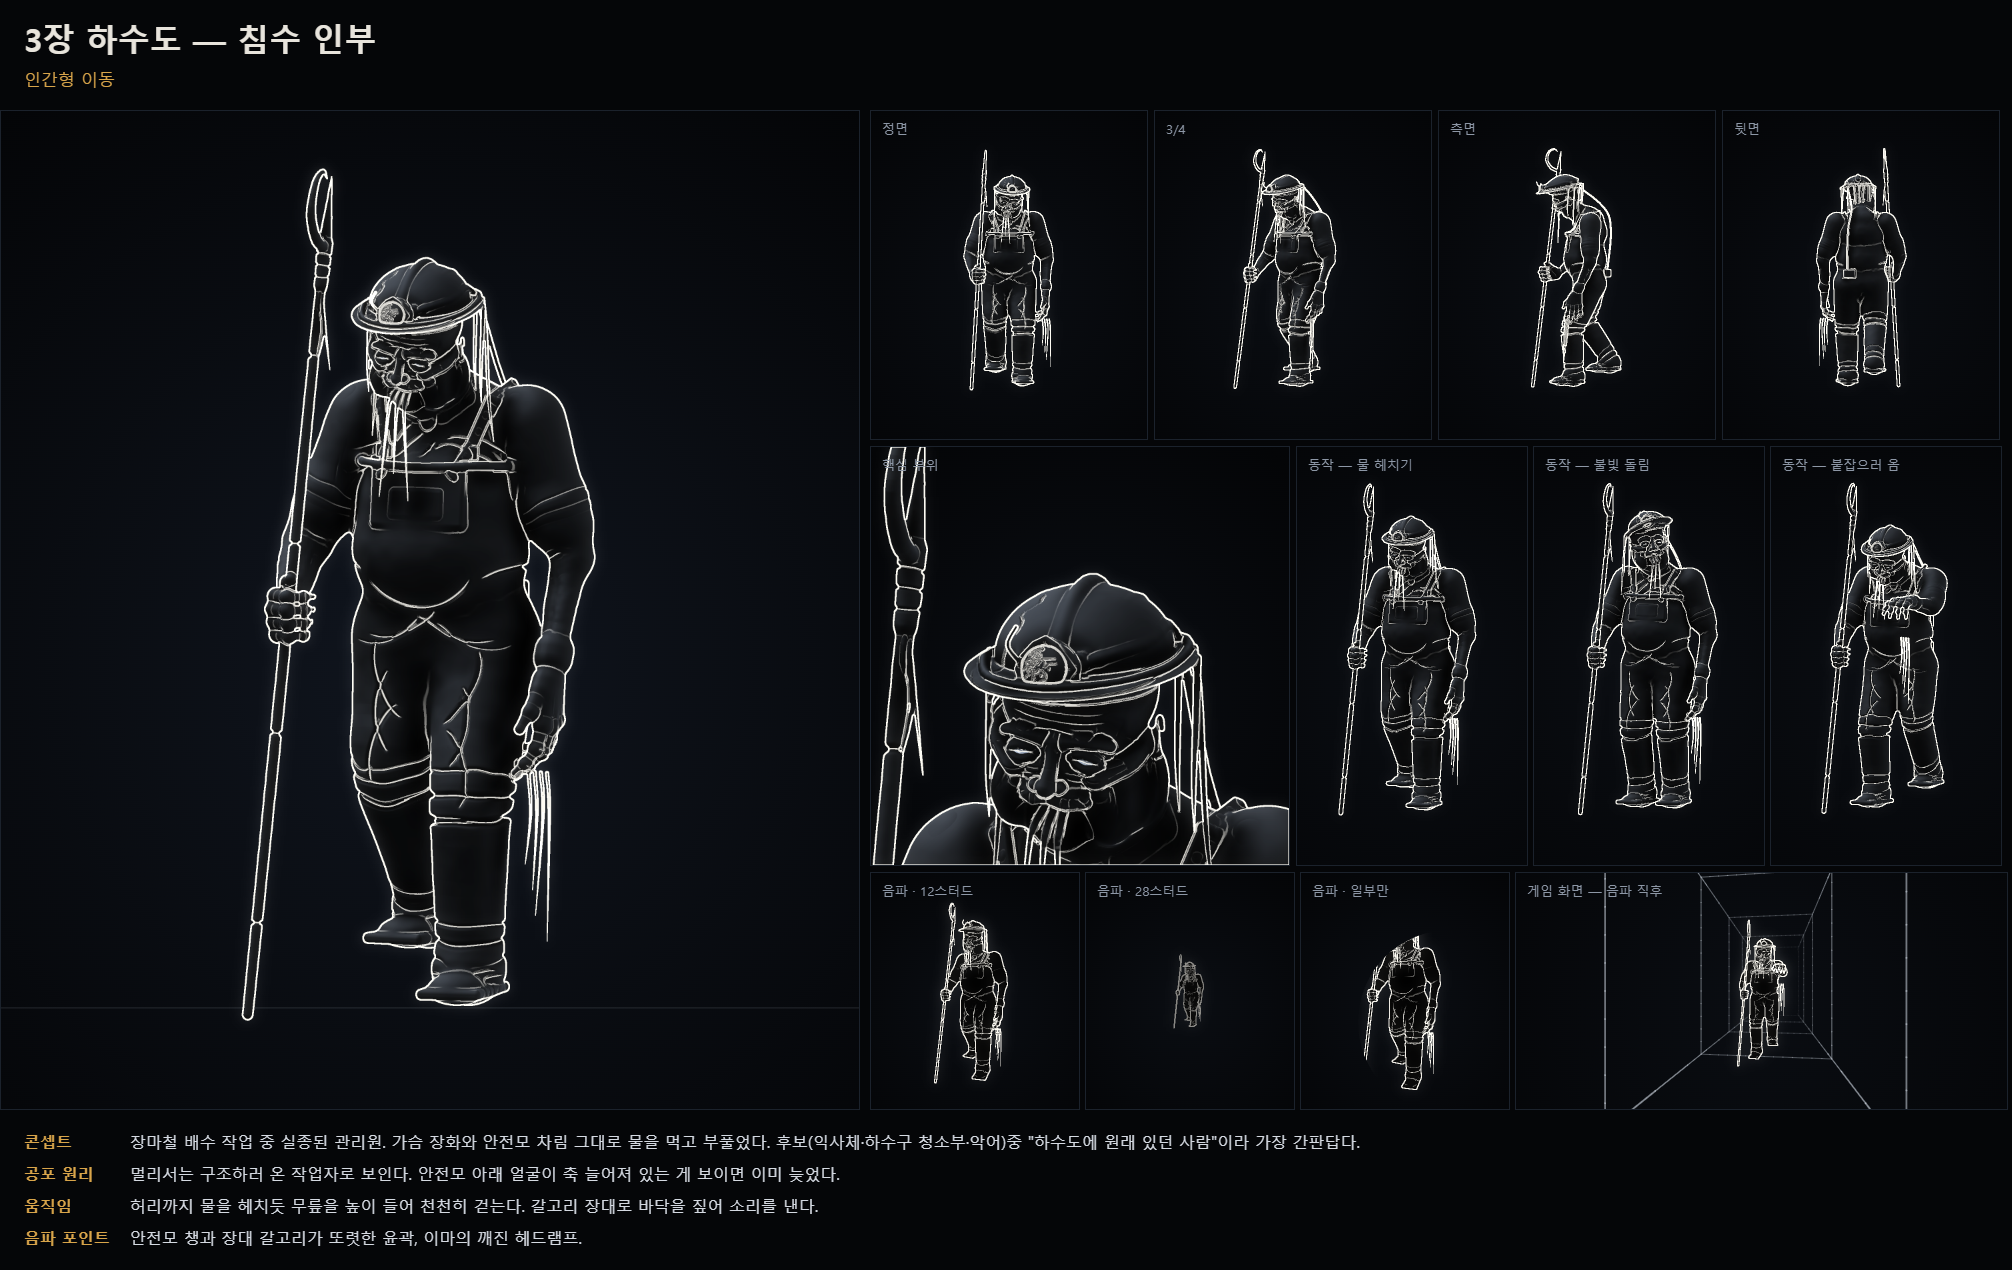 3장 하수도 — 침수 인부
인간형 이동
정면
3/4
측면
뒷면
핵심 부위
동작 — 물 헤치기
동작 — 불빛 돌림
동작 — 붙잡으러 옴
음파 · 12스터드
음파 · 28스터드
음파 · 일부만
게임 화면 — 음파 직후
콘셉트 장마철 배수 작업 중 실종된 관리원. 가슴 장화와 안전모 차림 그대로 물을 먹고 부풀었다. 후보(익사체·하수구 청소부·악어)중 "하수도에 원래 있던 사람"이라 가장 간판답다.
공포 원리 멀리서는 구조하러 온 작업자로 보인다. 안전모 아래 얼굴이 축 늘어져 있는 게 보이면 이미 늦었다.
움직임 허리까지 물을 헤치듯 무릎을 높이 들어 천천히 걷는다. 갈고리 장대로 바닥을 짚어 소리를 낸다.
음파 포인트 안전모 챙과 장대 갈고리가 또렷한 윤곽, 이마의 깨진 헤드램프.